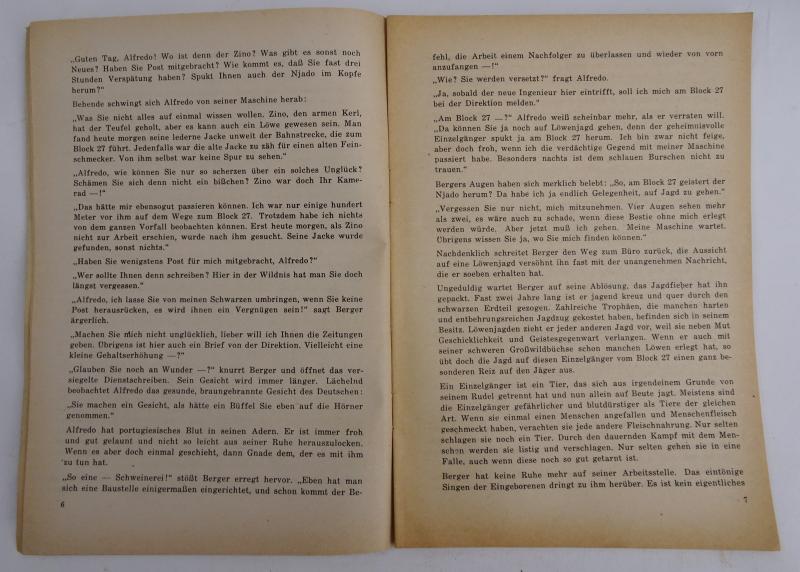 „Guten Tag, Alfredo! Wo ist denn der Zino? Was gibt es sonst noch
Neues? Haben Sie Post mitgebracht? Wie kommt es, daß Sie fast drei
Stunden Verspätung haben? Spukt Ihnen auch der Njado im Kopfe
herum?"
Behende schwingt sich Alfredo von seiner Maschine herab:
„Was Sie nicht alles auf einmal wissen wollen. Zino, den armen Kerl,
hat der Teufel geholt, aber es kann auch ein Löwe gewesen sein. Man
fand heute morgen seine lederne Jacke unweit der Bahnstrecke, die zum
Block 27 führt. Jedenfalls war die alte Jacke zu zäh für einen alten Fein-
schmecker. Von ihm selbst war keine Spur zu sehen."
„Alfredo, wie können Sie nur so scherzen über ein solches Unglück?
Schämen Sie sich denn nicht ein bißchen? Zino war doch Ihr Kame-
rad —!"
„Das hätte mir ebensogut passieren können. Ich war nur einige hundert
Meter vor ihm auf dem Wege zum Block 27. Trotzdem habe ich nichts
von dem ganzen Vorfall beobachten können. Erst heute morgen, als Zino
nicht zur Arbeit erschien, wurde nach ihm gesucht. Seine Jacke wurde
gefunden, sonst nichts."
„Haben Sie wenigstens Post für mich mitgebracht, Alfredo?"
„Wer sollte Ihnen denn schreiben? Hier in der Wildnis hat man Sie doch
längst vergessen."
„Alfredo, ich lasse Sie von meinen Schwarzen umbringen, wenn Sie keine
Post herausrücken, es wird ihnen ein Vergnügen sein!" sagt Berger
ärgerlich.
„Machen Sie mich nicht unglücklich, lieber will ich Ihnen die Zeitungen
geben. Übrigens ist hier auch ein Brief von der Direktion. Vielleicht eine
kleine Gehaltserhöhung —?"
„Glauben Sie noch an Wunder —?" knurrt Berger und öffnet das ver-
siegelte Dienstschreiben. Sein Gesicht wird immer länger. Lächelnd
beobachtet Alfredo das gesunde, braungebrannte Gesicht des Deutschen:
„Sie machen ein Gesicht, als hätte ein Büffel Sie eben auf die Hörner
genommen."
Alfredo hat portugiesisches Blut in seinen Adern. Er ist immer froh
und gut gelaunt und nicht so leicht aus seiner Ruhe herauszulocken.
Wenn es aber doch einmal geschieht, dann Gnade dem, der es mit ihm
zu tun hat.
„So eine — Schweinerei!" stößt Berger erregt hervor. „Eben hat man
sich eine Baustelle einigermaßen eingerichtet, und schon kommt der Be-
6
fehl, die Arbeit einem Nachfolger zu überlassen und wieder von vorn
anzufangen —!"
„Wie? Sie werden versetzt?" fragt Alfredo.
„Ja, sobald der neue Ingenieur hier eintrifft, soll ich mich am Block 27
bei der Direktion melden."
„Am Block 27 —?" Alfredo weiß scheinbar mehr, als er verraten will.
„Da können Sie ja noch auf Löwenjagd gehen, denn der geheimnisvolle
Einzelgänger spukt ja am Block 27 herum. Ich bin zwar nicht feige,
aber doch froh, wenn ich die verdächtige Gegend mit meiner Maschine
passiert habe. Besonders nachts ist dem schlauen Burschen nicht zu
trauen."
Bergers Augen haben sich merklich belebt: „So, am Block 27 geistert der
Njado herum? Da habe ich ja endlich Gelegenheit, auf Jagd zu gehen."
„Vergessen Sie nur nicht, mich mitzunehmen. Vier Augen sehen mehr
als zwei, es wäre auch zu schade, wenn diese Bestie ohne mich erlegt
werden würde. Aber jetzt muß ich gehen. Meine Maschine wartet.
Übrigens wissen Sie ja, wo Sie mich finden können."
Nachdenklich schreitet Berger den Weg zum Büro zurück, die Aussicht
auf eine Löwenjagd versöhnt ihn fast mit der unangenehmen Nachricht,
die er soeben erhalten hat.
Ungeduldig wartet Berger auf seine Ablösung, das Jagdfieber hat ihn
gepackt. Fast zwei Jahre lang ist er jagend kreuz und quer durch den
schwarzen Erdteil gezogen. Zahlreiche Trophäen, die manchen harten
und entbehrungsreichen Jagdzug gekostet haben, befinden sich in seinem
Besitz. Löwenjagden zieht er jeder anderen Jagd vor, weil sie neben Mut
Geschicklichkeit und Geistesgegenwart verlangen. Wenn er auch mit
seiner schweren Großwildbüchse schon manchen Löwen erlegt hat, so
übt doch die Jagd auf diesen Einzelgänger vom Block 27 einen ganz be-
sonderen Reiz auf den Jäger aus.
Ein Einzelgänger ist ein Tier, das sich aus irgendeinem Grunde von
seinem Rudel getrennt hat und nun allein auf Beute jagt. Meistens sind
die Einzelgänger gefährlicher und blutdürstiger als Tiere der gleichen
Art. Wenn sie einmal einen Menschen angefallen und Menschenfleisch
geschmeckt haben, verachten sie jede andere Fleischnahrung. Nur selten
schlagen sie noch ein Tier. Durch den dauernden Kampf mit dem Men-
schen werden sie listig und verschlagen. Nur selten gehen sie in eine
Falle, auch wenn diese noch so gut getarnt ist.
Berger hat keine Ruhe mehr auf seiner Arbeitsstelle. Das eintönige
Singen der Eingeborenen dringt zu ihm herüber. Es ist kein eigentliches
7